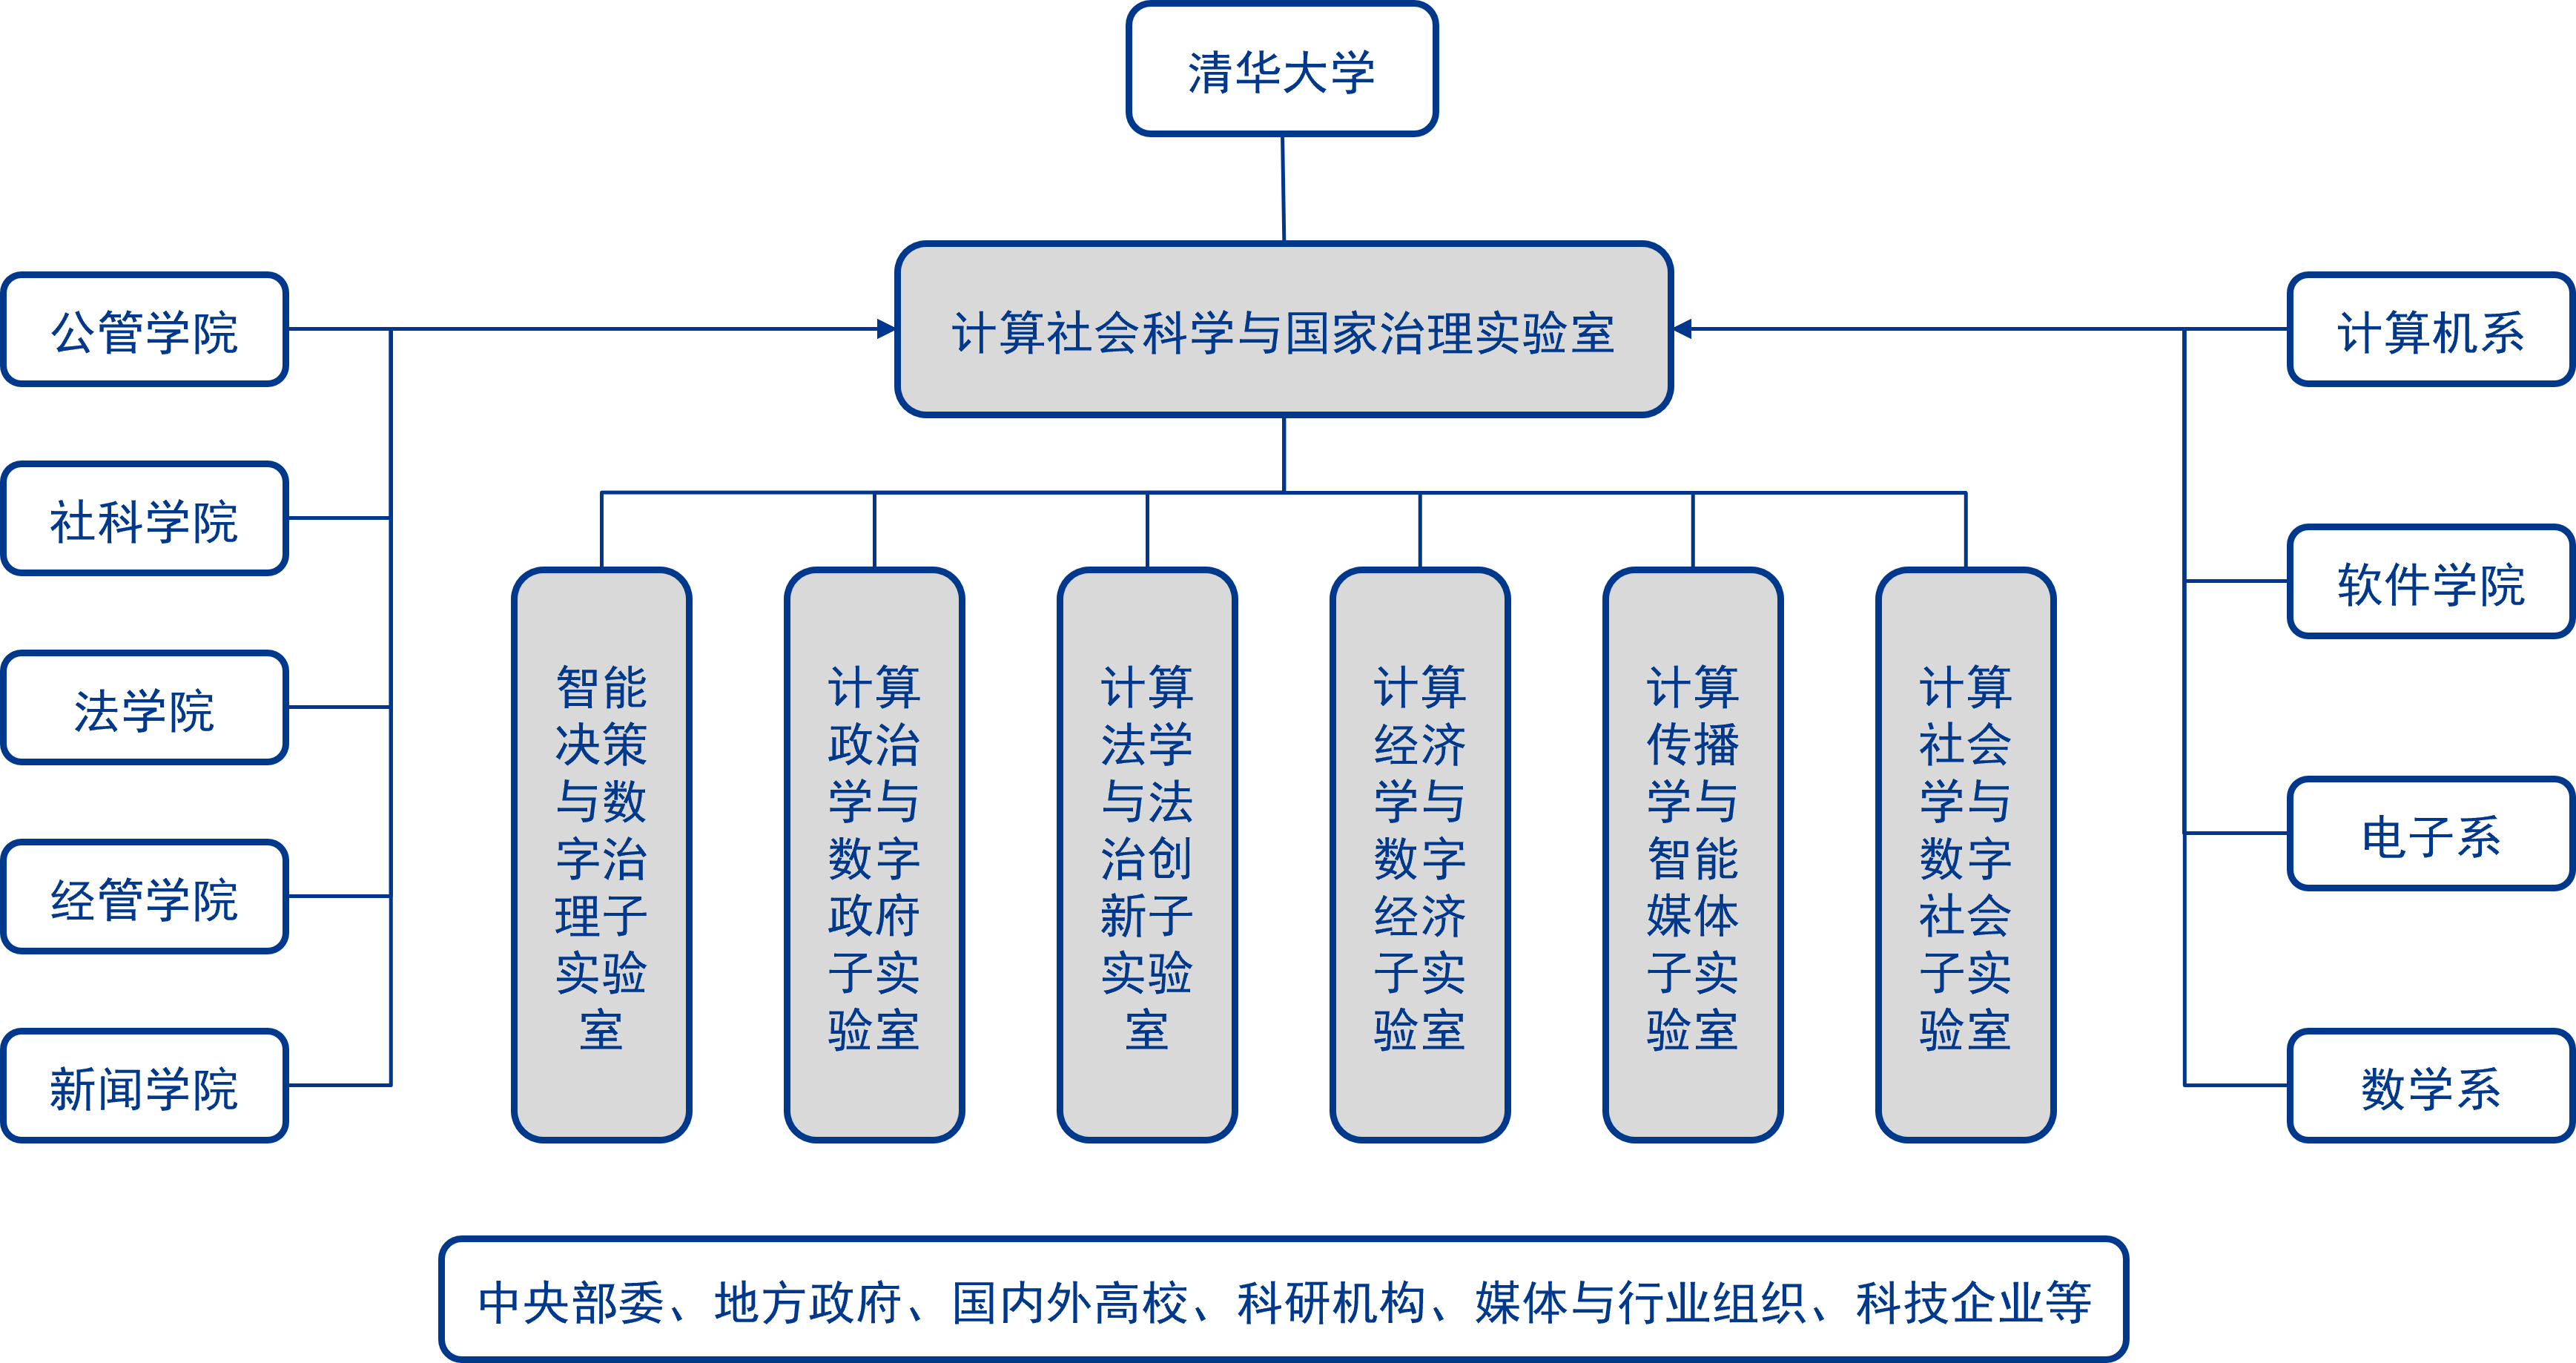 清华大学
计算社会科学与国家治理实验室
公管学院
社科学院
法学院
经管学院
新闻学院
智能
决策
与数
字治
理子
实验
室
计算
政治
学与
数字
政府
子实
验室
计算
法学
与法
治创
新子
实验
室
计算
经济
学与
数字
经济
子实
验室
计算
传播
学与
智能
媒体
子实
验室
计算
社会
学与
数字
社会
子实
验室
计算机系
软件学院
电子系
数学系
中央部委、地方政府、国内外高校、科研机构、媒体与行业组织、科技企业等